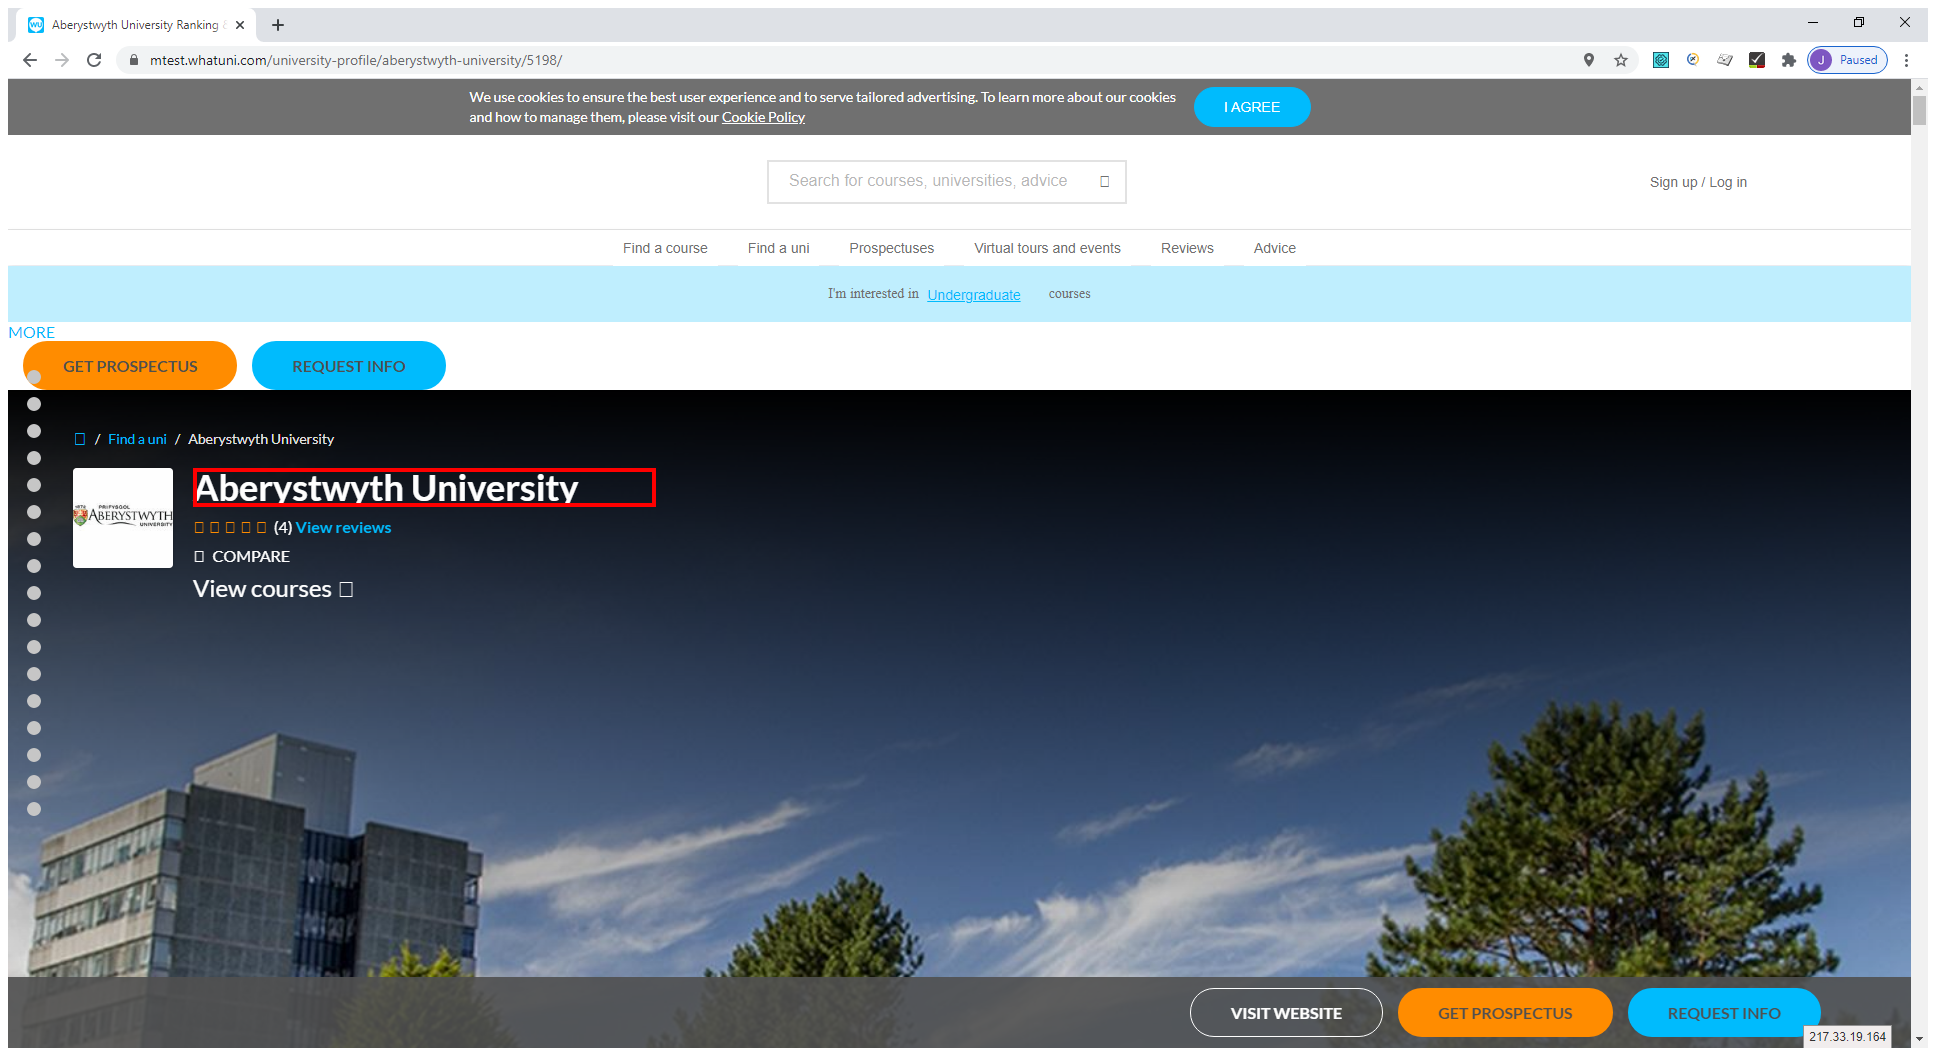 Aberystwyth University Ranking
mtest.whatuni.com/university-profile/aberystwyth-university/5198/
J Paused
We use cookies to ensure the best user experience and to serve tailored advertising. To learn more about our cookies
and how to manage them, please visit our Cookie Policy
I AGREE
Search for courses, universities, advice
Sign up / Log in
Find a course Find a uni Prospectuses Virtual tours and events Reviews Advice
I'm interested in Undergraduate courses
MORE
GET PROSPECTUS REQUEST INFO
/ Find a uni / Aberystwyth University
Aberystwyth University
PRIFYSGOL
ABERYSTWYTH
UNIVERSITY
(4) View reviews
COMPARE
View courses
VISIT WEBSITE GET PROSPECTUS REQUEST INFO
217.33.19.164